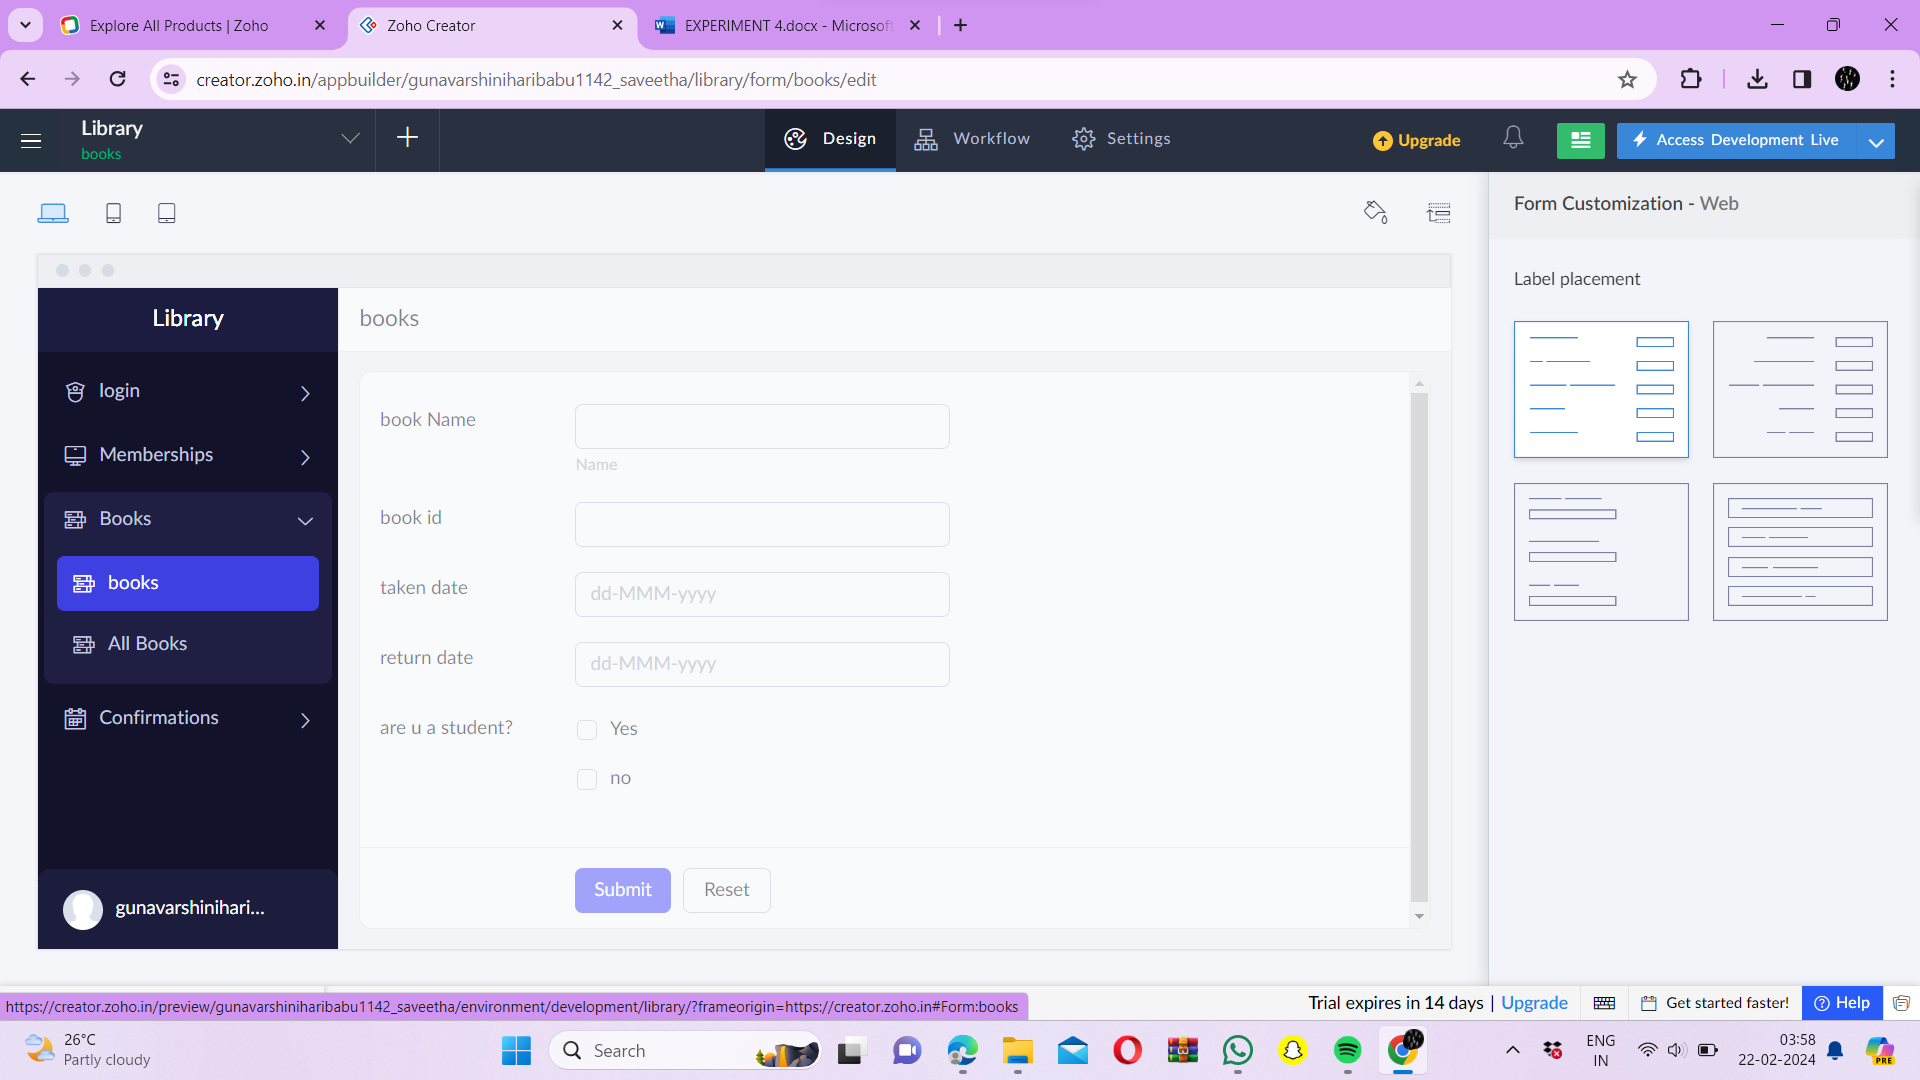 Explore All Products | Zoho
Zoho Creator
EXPERIMENT 4.docx - Microsoft
creator.zoho.in/appbuilder/gunavarshiniharibabu1142_saveetha/library/form/books/edit
Library
books
Design
Workflow
Settings
Upgrade
Access Development Live
Form Customization - Web
Label placement
Library
books
login
Memberships
Books
books
All Books
Confirmations
gunavarshinihari...
book Name
Name
book id
taken date
dd-MMM-yyyy
return date
dd-MMM-yyyy
are u a student?
Yes
no
Submit
Reset
https://creator.zoho.in/preview/gunavarshiniharibabu1142_saveetha/environment/development/library/?frameorigin=https://creator.zoho.in#Form:books
Trial expires in 14 days | Upgrade
Get started faster!
Help
26°C
Partly cloudy
Search
ENG
IN
03:58
22-02-2024
PRE